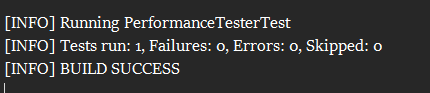 [INFO] Running PerformanceTesterTest
[INFO] Tests run: 1, Failures: 0, Errors: 0, Skipped: 0
[INFO] BUILD SUCCESS